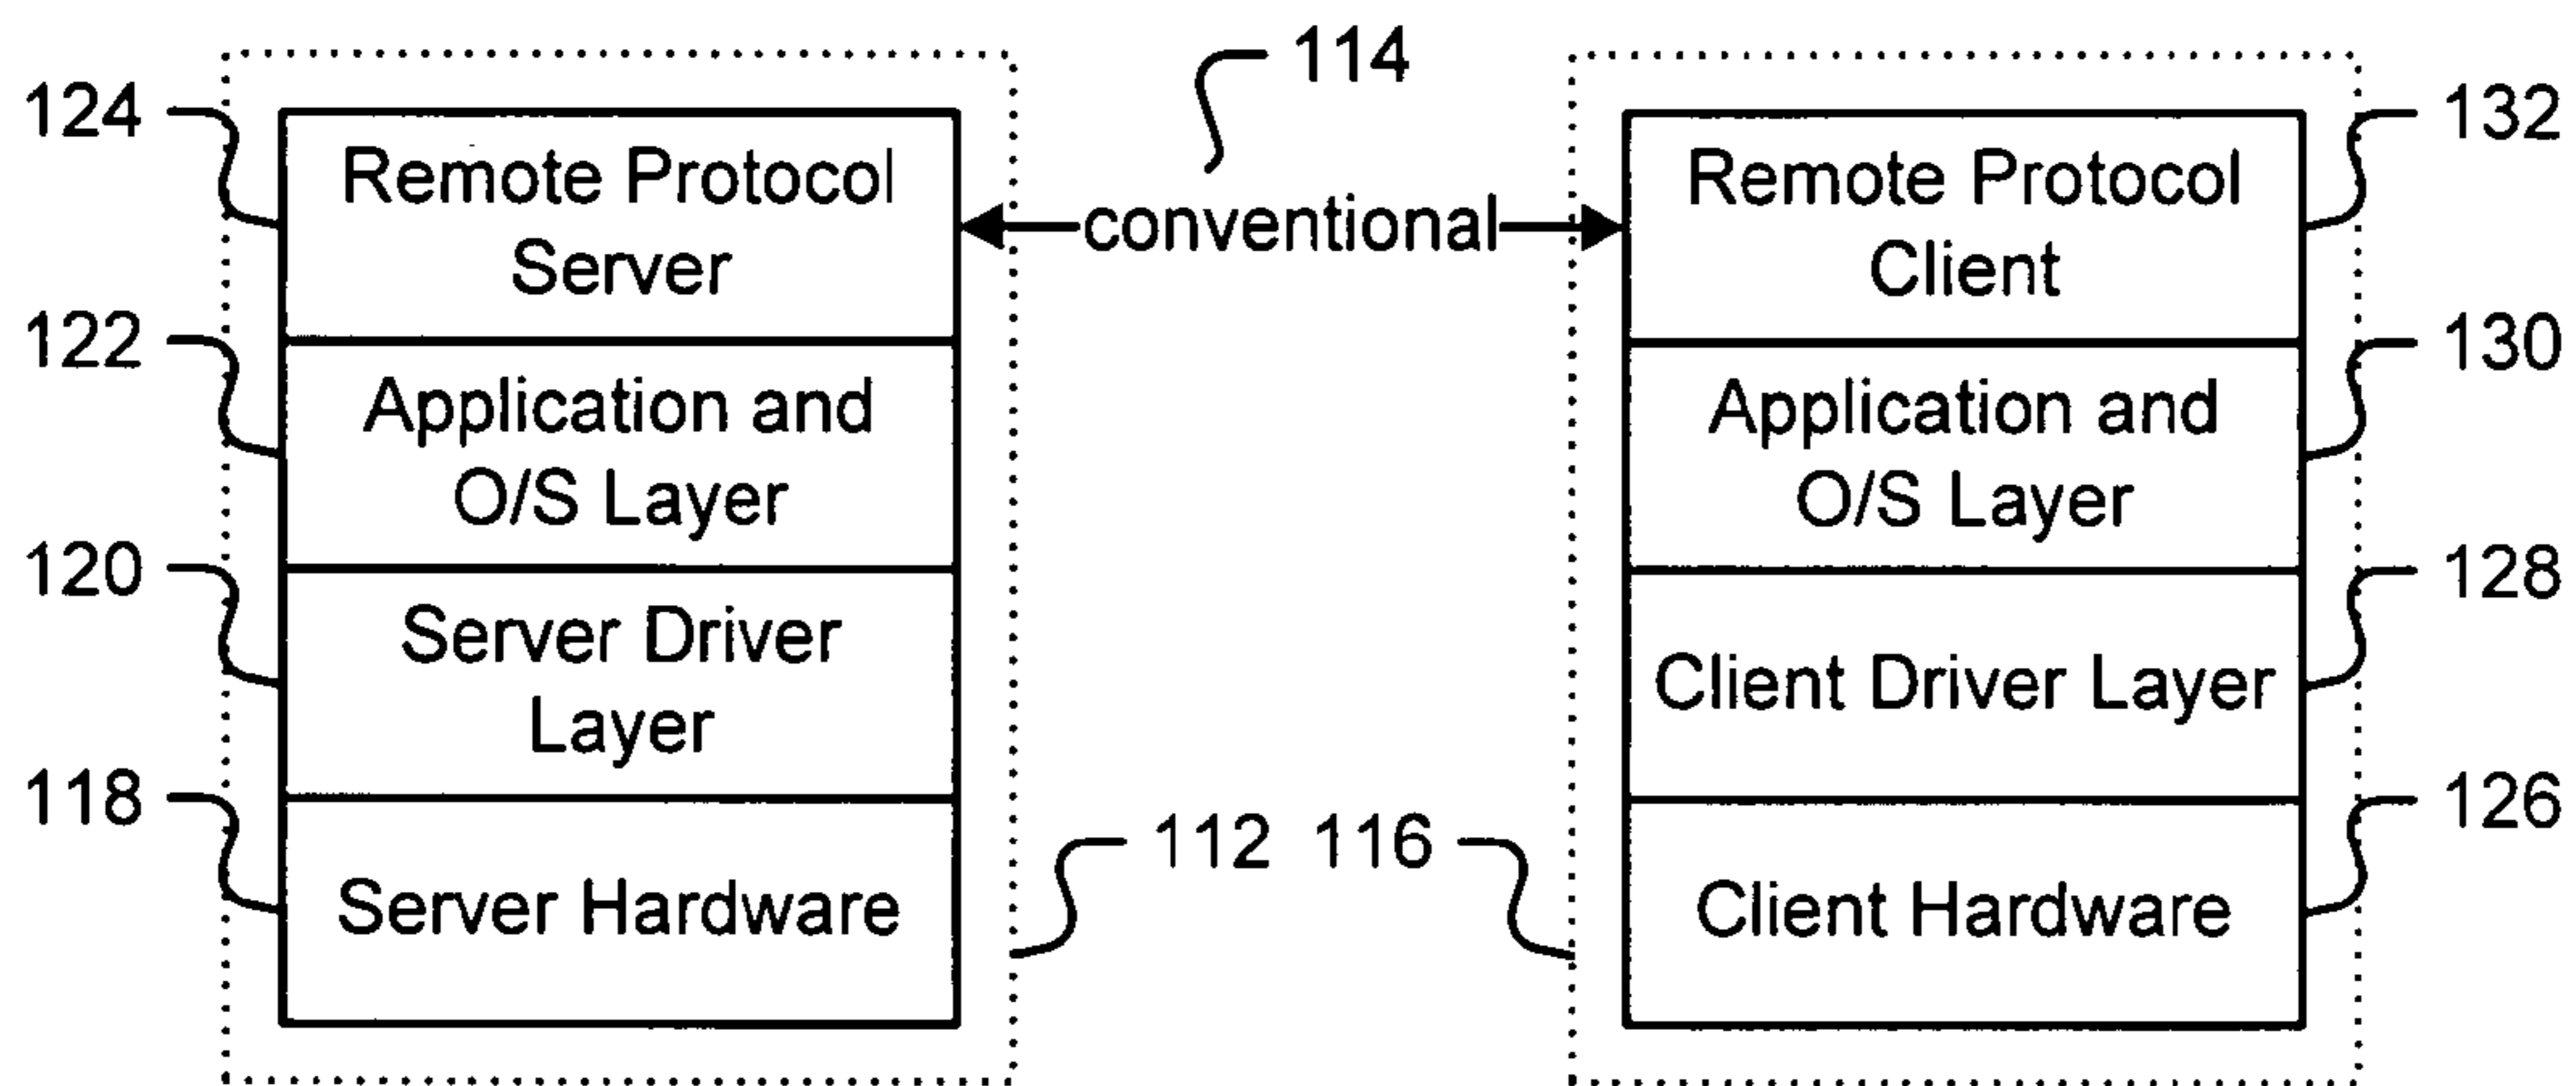 114
124
132
Remote Protocol
Server
conventional
Remote Protocol
Client
122
130
Application and
O/S Layer
Application and
O/S Layer
120
128
Server Driver
Layer
Client Driver Layer
118
126
112
116
Server Hardware
Client Hardware